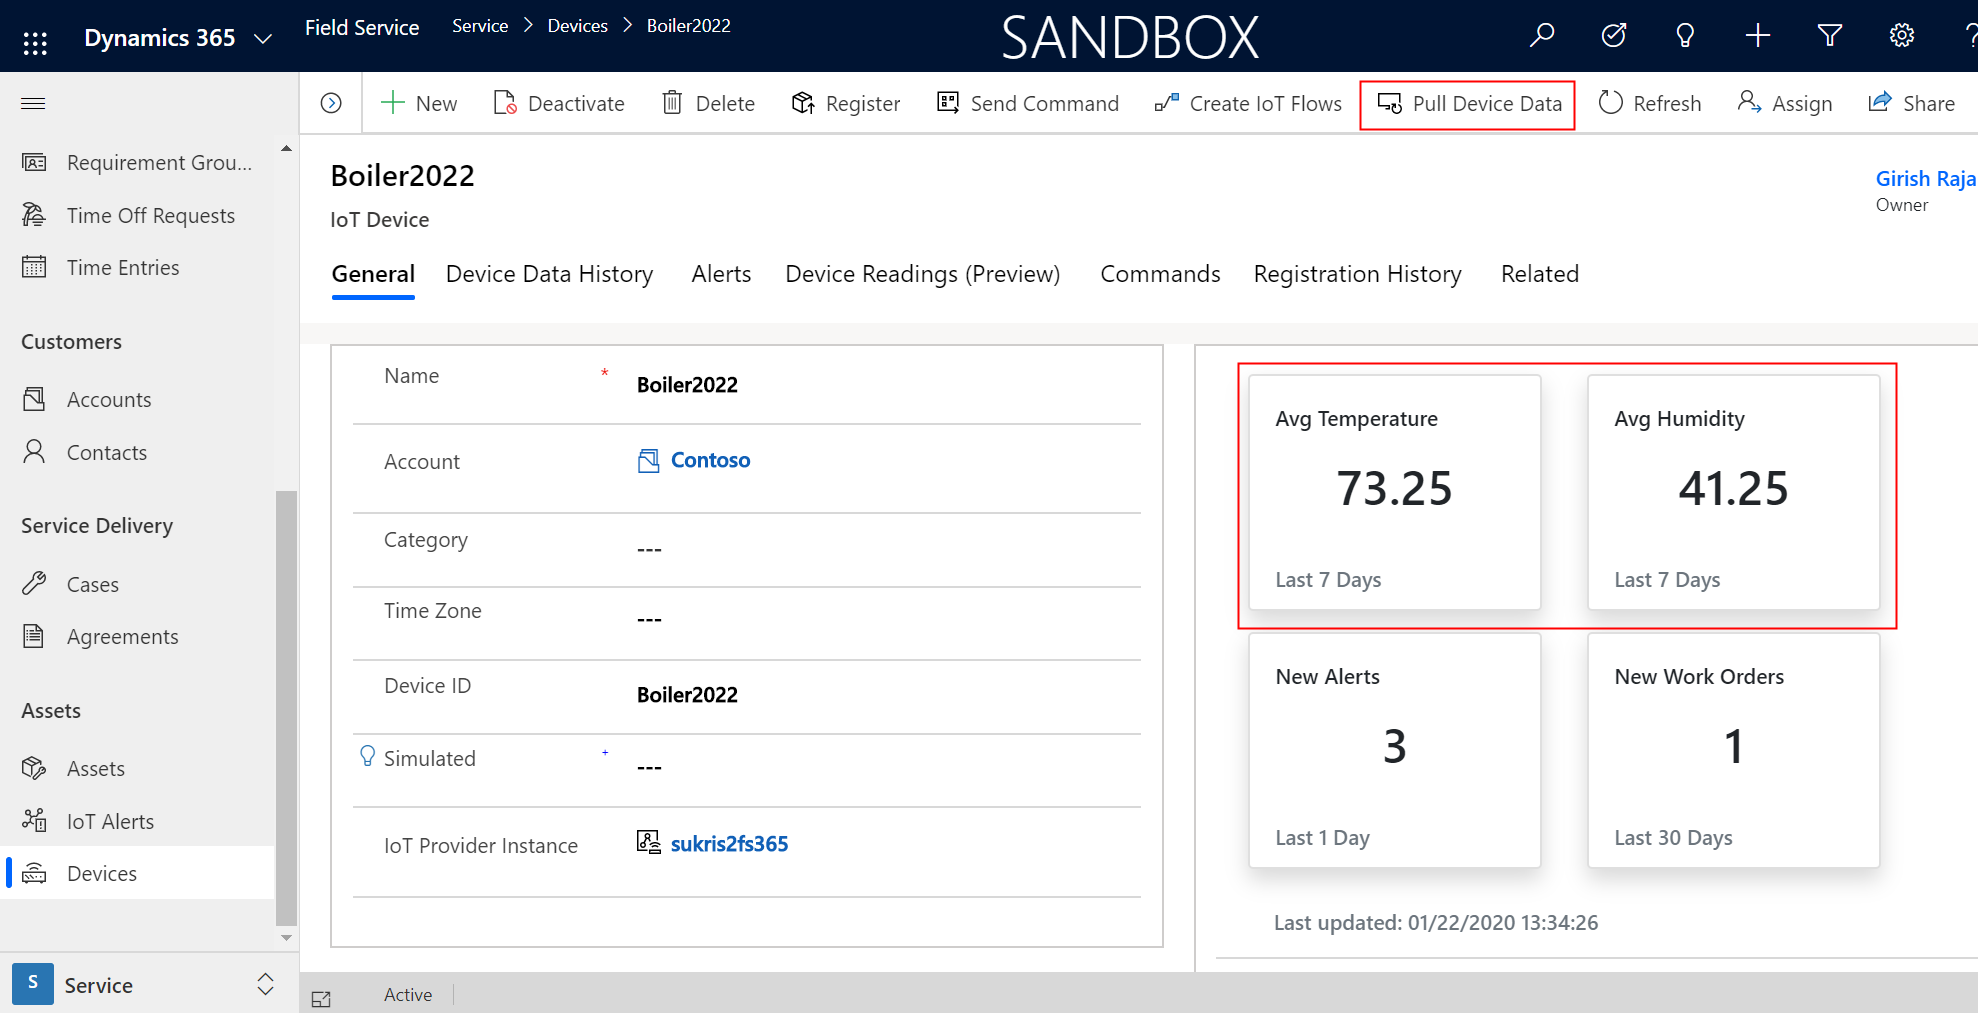 Dynamics 365
Field Service
Service > Devices > Boiler2022
SANDBOX
?
New
Deactivate
Delete
Register
Send Command
Create IoT Flows
Pull Device Data
Refresh
Assign
Share
Requirement Grou...
Time Off Requests
Time Entries
Customers
Accounts
Contacts
Service Delivery
Cases
Agreements
Assets
Assets
IoT Alerts
Devices
S Service
Boiler2022
IoT Device
Girish Raja
Owner
General
Device Data History
Alerts
Device Readings (Preview)
Commands
Registration History
Related
Name * Boiler2022
Account Contoso
Category ---
Time Zone ---
Device ID Boiler2022
Simulated + ---
IoT Provider Instance sukris2fs365
Avg Temperature
73.25
Last 7 Days
Avg Humidity
41.25
Last 7 Days
New Alerts
3
Last 1 Day
New Work Orders
1
Last 30 Days
Last updated: 01/22/2020 13:34:26
Active